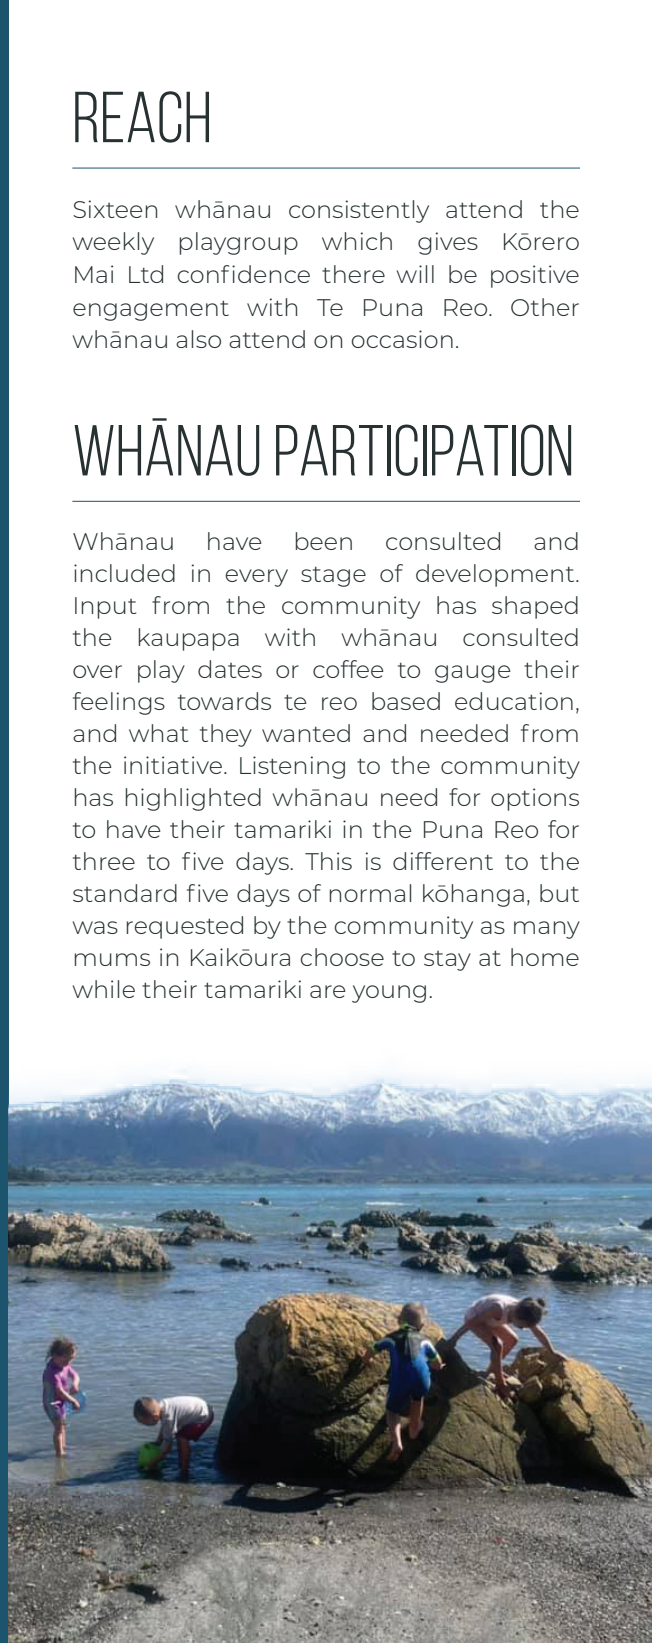 REACH
Sixteen whānau consistently attend the
weekly playgroup which gives Kōrero
Mai Ltd confidence there will be positive
engagement with Te Puna Reo. Other
whānau also attend on occasion.
WHĀNAU PARTICIPATION
Whānau have been consulted and
included in every stage of development.
Input from the community has shaped
the kaupapa with whānau consulted
over play dates or coffee to gauge their
feelings towards te reo based education,
and what they wanted and needed from
the initiative. Listening to the community
has highlighted whānau need for options
to have their tamariki in the Puna Reo for
three to five days. This is different to the
standard five days of normal kōhanga, but
was requested by the community as many
mums in Kaikōura choose to stay at home
while their tamariki are young.